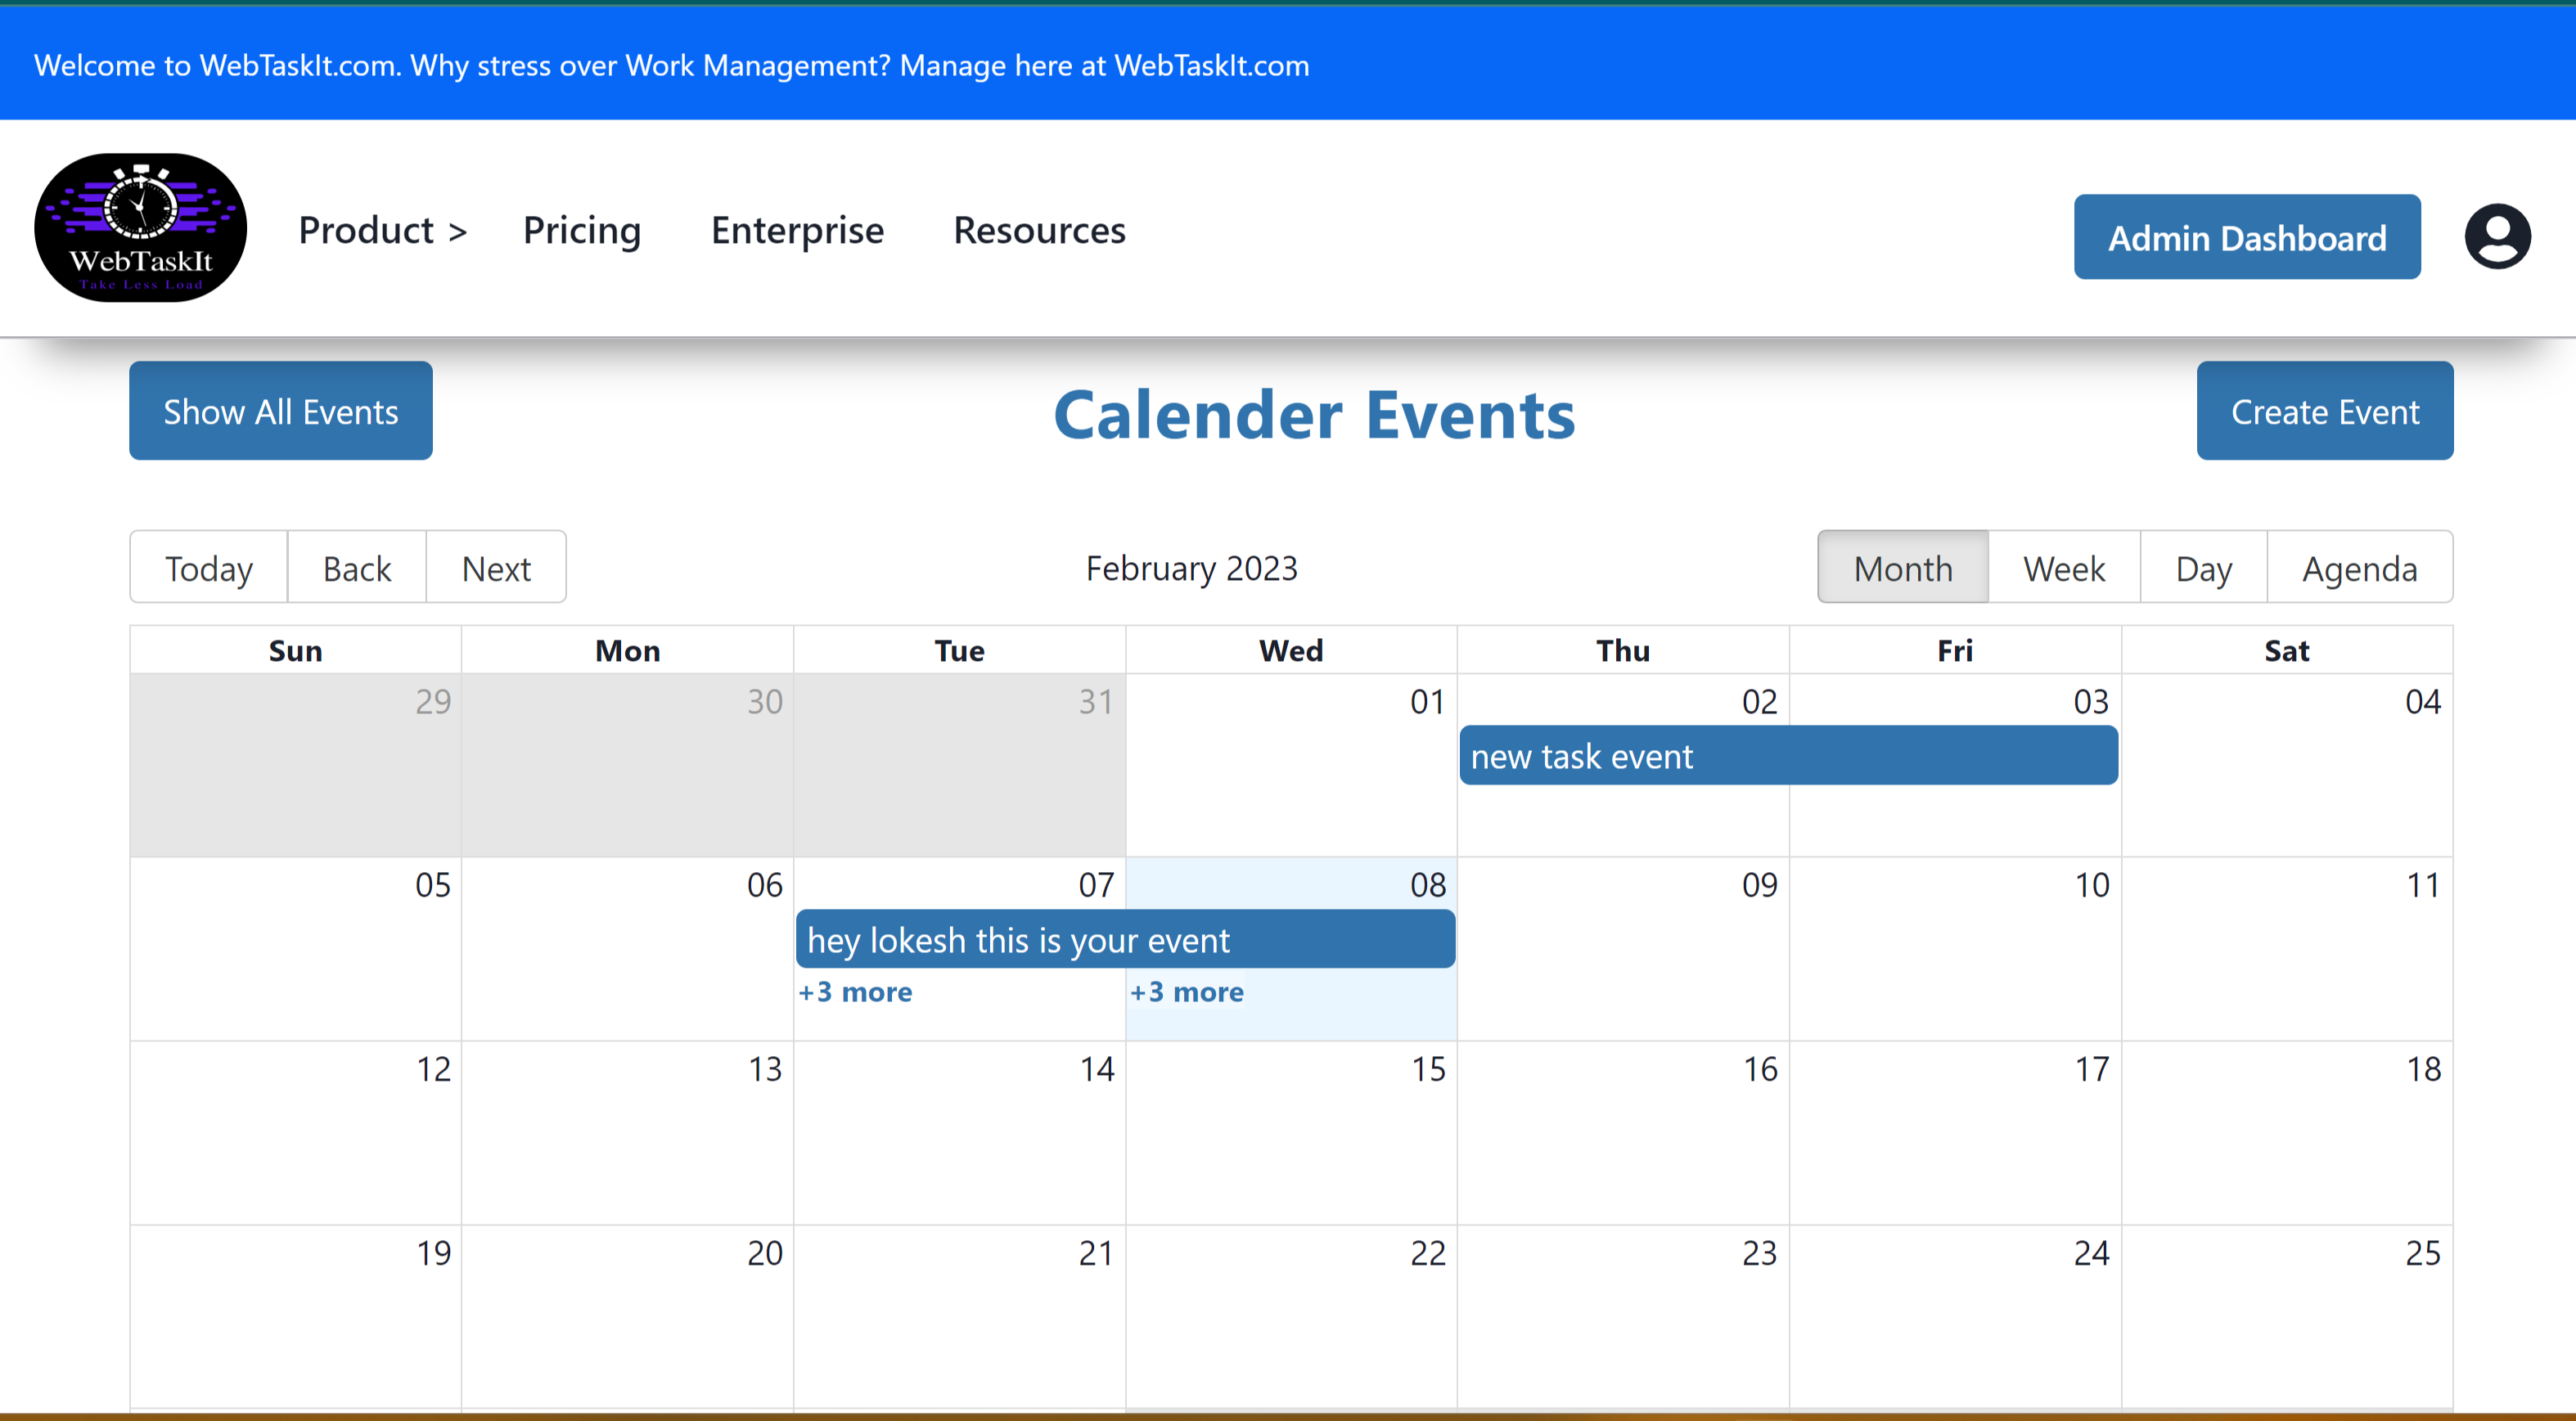 Welcome to WebTaskIt.com. Why stress over Work Management? Manage here at WebTaskIt.com
WebTaskIt
Take Less Load
Product > Pricing Enterprise Resources
Admin Dashboard
Show All Events
Calender Events
Create Event
Today Back Next
February 2023
Month Week Day Agenda
Sun Mon Tue Wed Thu Fri Sat
29 30 31 01 02 03 04
new task event
05 06 07 08 09 10 11
hey lokesh this is your event
+3 more +3 more
12 13 14 15 16 17 18
19 20 21 22 23 24 25